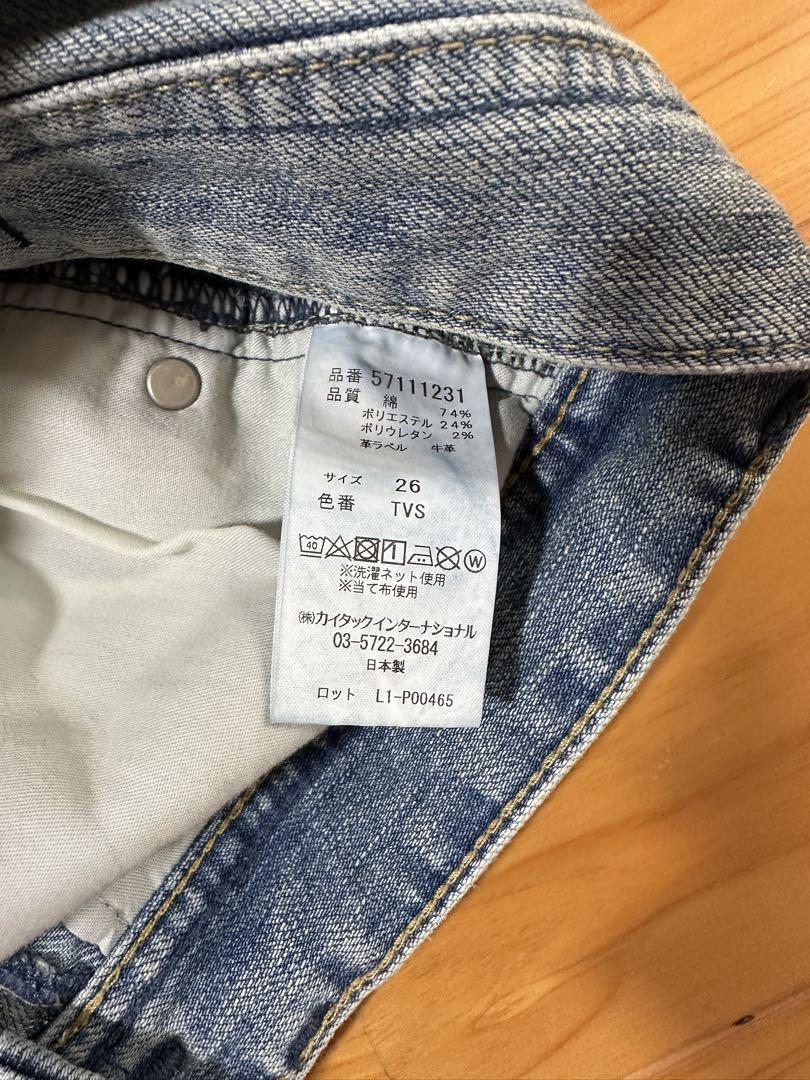 品番 57111231
品質 綿 74%
ポリエステル 24%
ポリウレタン 2%
革ラベル 牛革
サイズ 26
色番 TVS
40 W
※洗濯ネット使用
※当て布使用
㈱カイタックインターナショナル
03-5722-3684
日本製
ロット L1-P00465